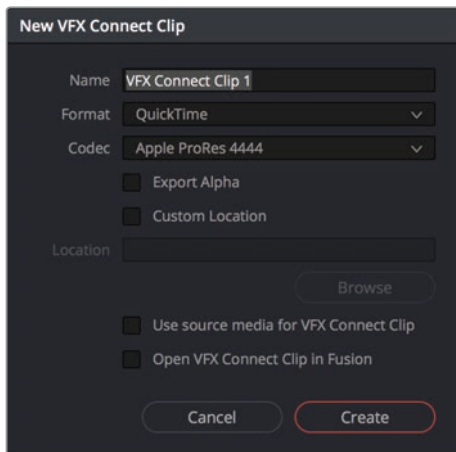 New VFX Connect Clip
Name VFX Connect Clip 1
Format QuickTime
Codec Apple ProRes 4444
Export Alpha
Custom Location
Location
Browse
Use source media for VFX Connect Clip
Open VFX Connect Clip in Fusion
Cancel Create